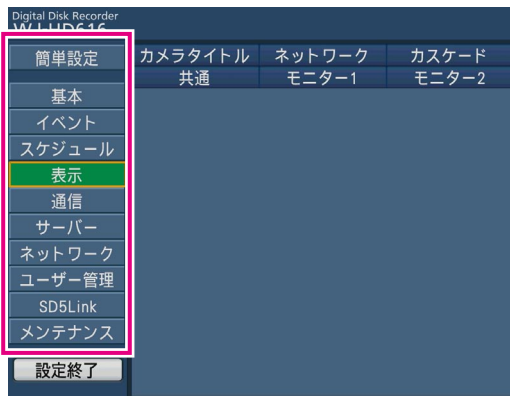 Digital Disk Recorder
WJ-HD616
簡単設定
カメラタイトル ネットワーク カスケード
共通 モニター1 モニター2
基本
イベント
スケジュール
表示
通信
サーバー
ネットワーク
ユーザー管理
SD5Link
メンテナンス
設定終了